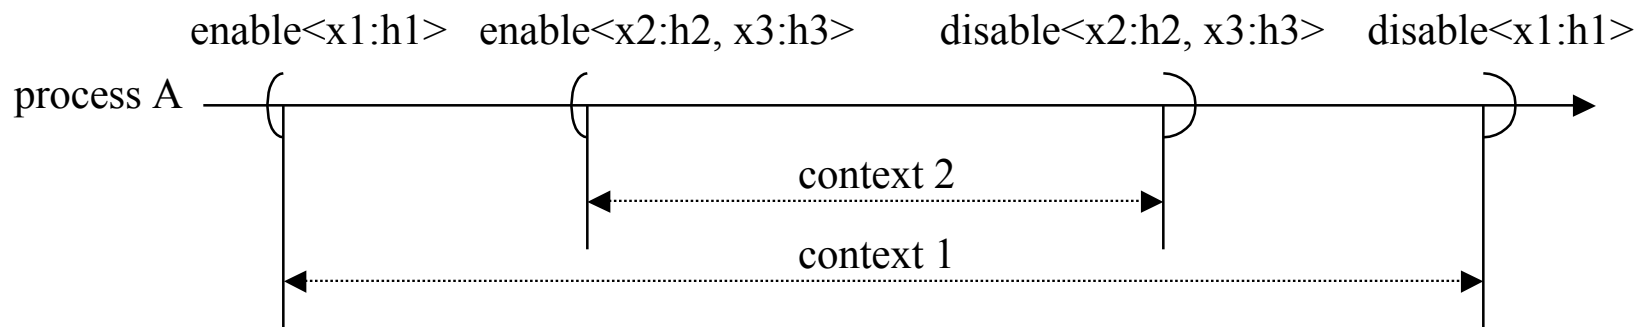 enable<x1:h1> enable<x2:h2, x3:h3> disable<x2:h2, x3:h3> disable<x1:h1>
process A
context 2
context 1